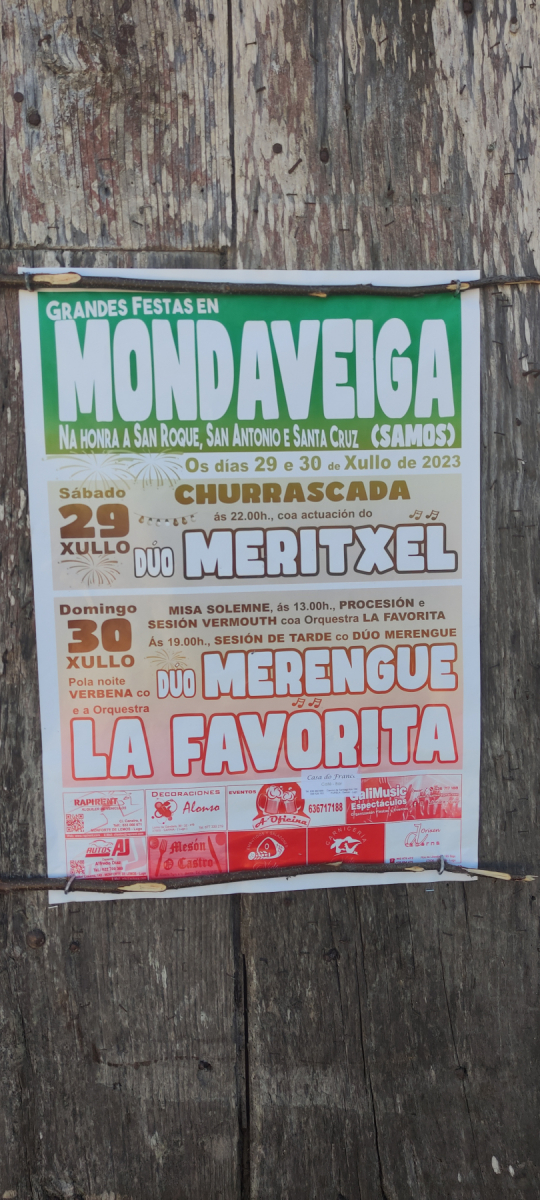 GRANDES FESTAS EN
MONDAVEIGA
NA HONRA A SAN ROQUE, SAN ANTONIO E SANTA CRUZ (SAMOS)
Os días 29 e 30 de Xullo de 2023
Sábado
29
XULLO
CHURRASCADA
ás 22.00h., coa actuación do
DÚO MERITXEL
Domingo
30
XULLO
MISA SOLEMNE, ás 13.00h., PROCESIÓN e
SESIÓN VERMOUTH coa Orquestra LA FAVORITA
Ás 19.00h., SESIÓN DE TARDE co DÚO MERENGUE
Pola noite
VERBENA co
e a Orquestra
DÚO MERENGUE
LA FAVORITA
RAPIRENT
DECORACIONES
Alonso
EVENTOS
A Oficina
636717188
Casa do Francés
GaliMusic
Espectáculos
AUTOS AJ
Mesón
O Castro